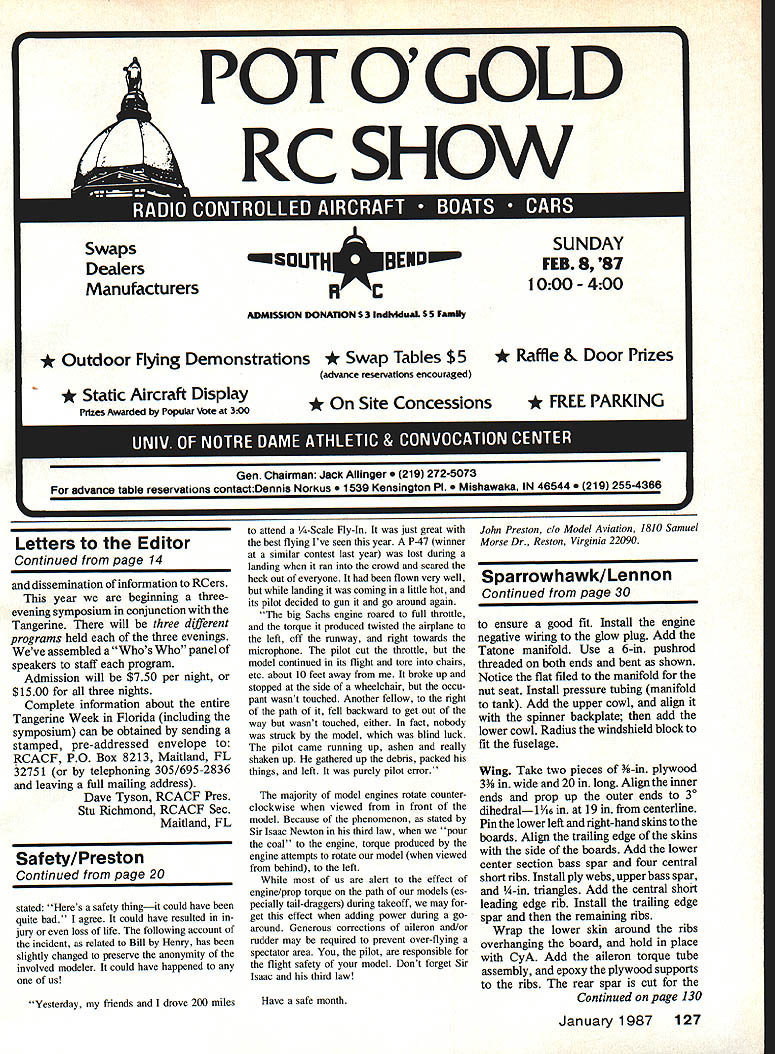 POT O'GOLD
RC SHOW
RADIO CONTROLLED AIRCRAFT • BOATS • CARS
Swaps
Dealers
Manufacturers
SOUTH BEND
R C
ADMISSION DONATION $3 Individual. $5 Family
SUNDAY
FEB. 8, '87
10:00 - 4:00
★ Outdoor Flying Demonstrations
★ Swap Tables $5
(advance reservations encouraged)
★ Raffle & Door Prizes
★ Static Aircraft Display
Prizes Awarded by Popular Vote at 3:00
★ On Site Concessions
★ FREE PARKING
UNIV. OF NOTRE DAME ATHLETIC & CONVOCATION CENTER
Gen. Chairman: Jack Allinger • (219) 272-5073
For advance table reservations contact:Dennis Norkus • 1539 Kensington Pl. • Mishawaka, IN 46544 • (219) 255-4366
Letters to the Editor
Continued from page 14
and dissemination of information to RCers.
This year we are beginning a three-
evening symposium in conjunction with the
Tangerine. There will be three different
programs held each of the three evenings.
We've assembled a "Who's Who" panel of
speakers to staff each program.
Admission will be $7.50 per night, or
$15.00 for all three nights.
Complete information about the entire
Tangerine Week in Florida (including the
symposium) can be obtained by sending a
stamped, pre-addressed envelope to:
RCACF, P.O. Box 8213, Maitland, FL
32751 (or by telephoning 305/695-2836
and leaving a full mailing address).
Dave Tyson, RCACF Pres.
Stu Richmond, RCACF Sec.
Maitland, FL
Safety/Preston
Continued from page 20
stated: "Here's a safety thing—it could have been
quite bad." I agree. It could have resulted in in-
jury or even loss of life. The following account of
the incident, as related to Bill by Henry, has been
slightly changed to preserve the anonymity of the
involved modeler. It could have happened to any
one of us!
"Yesterday, my friends and I drove 200 miles
to attend a ¼-Scale Fly-In. It was just great with
the best flying I've seen this year. A P-47 (winner
at a similar contest last year) was lost during a
landing when it ran into the crowd and scared the
heck out of everyone. It had been flown very well,
but while landing it was coming in a little hot, and
its pilot decided to gun it and go around again.
"The big Sachs engine roared to full throttle,
and the torque it produced twisted the airplane to
the left, off the runway, and right towards the
microphone. The pilot cut the throttle, but the
model continued in its flight and tore into chairs,
etc. about 10 feet away from me. It broke up and
stopped at the side of a wheelchair, but the occu-
pant wasn't touched. Another fellow, to the right
of the path of it, fell backward to get out of the
way but wasn't touched, either. In fact, nobody
was struck by the model, which was blind luck.
The pilot came running up, ashen and really
shaken up. He gathered up the debris, packed his
things, and left. It was purely pilot error."
The majority of model engines rotate counter-
clockwise when viewed from in front of the
model. Because of the phenomenon, as stated by
Sir Isaac Newton in his third law, when we "pour
the coal" to the engine, torque produced by the
engine attempts to rotate our model (when viewed
from behind), to the left.
While most of us are alert to the effect of
engine/prop torque on the path of our models (es-
pecially tail-draggers) during takeoff, we may for-
get this effect when adding power during a go-
around. Generous corrections of aileron and/or
rudder may be required to prevent over-flying a
spectator area. You, the pilot, are responsible for
the flight safety of your model. Don't forget Sir
Isaac and his third law!
Have a safe month.
John Preston, c/o Model Aviation, 1810 Samuel
Morse Dr., Reston, Virginia 22090.
Sparrowhawk/Lennon
Continued from page 30
to ensure a good fit. Install the engine
negative wiring to the glow plug. Add the
Tatone manifold. Use a 6-in. pushrod
threaded on both ends and bent as shown.
Notice the flat filed to the manifold for the
nut seat. Install pressure tubing (manifold
to tank). Add the upper cowl, and align it
with the spinner backplate; then add the
lower cowl. Radius the windshield block to
fit the fuselage.
Wing. Take two pieces of ⅜-in. plywood
3⅜ in. wide and 20 in. long. Align the inner
ends and prop up the outer ends to 3°
dihedral—1¹⁄₁₆ in. at 19 in. from centerline.
Pin the lower left and right-hand skins to the
boards. Align the trailing edge of the skins
with the side of the boards. Add the lower
center section bass spar and four central
short ribs. Install ply webs, upper bass spar,
and ¼-in. triangles. Add the central short
leading edge rib. Install the trailing edge
spar and then the remaining ribs.
Wrap the lower skin around the ribs
overhanging the board, and hold in place
with CyA. Add the aileron torque tube
assembly, and epoxy the plywood supports
to the ribs. The rear spar is cut for the
Continued on page 130
January 1987 127